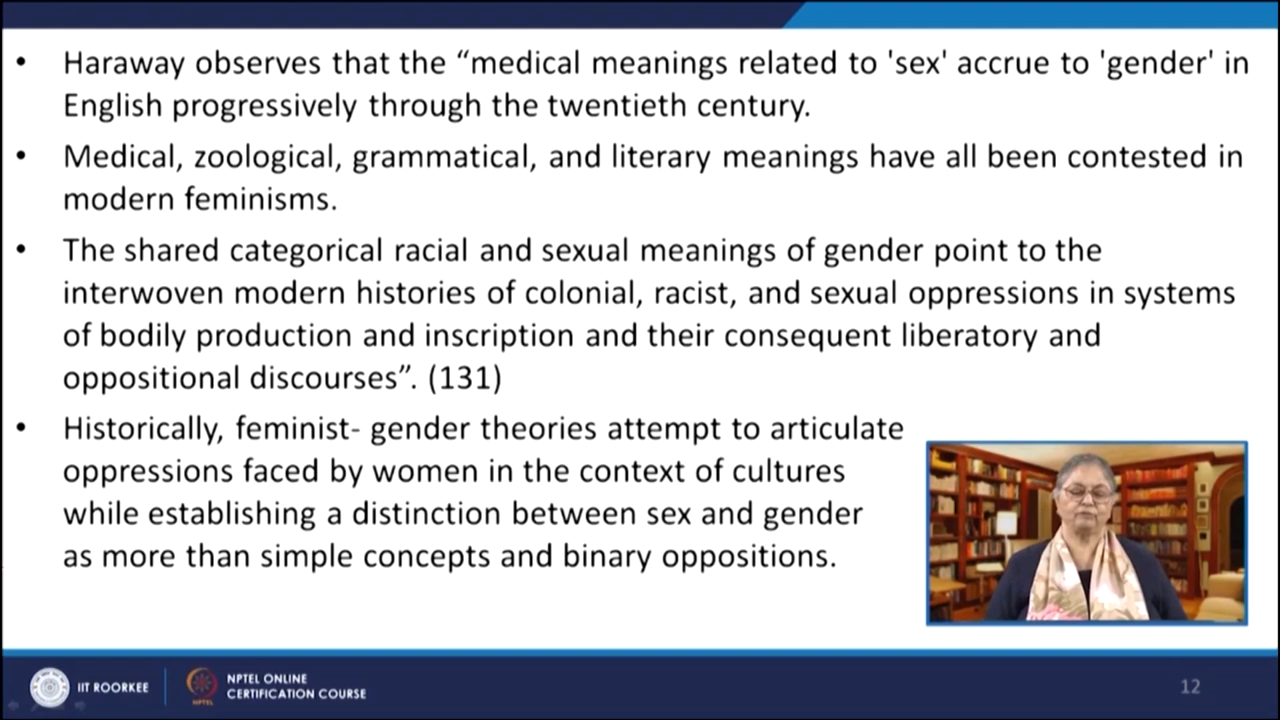 • Haraway observes that the “medical meanings related to 'sex' accrue to 'gender' in
English progressively through the twentieth century.
• Medical, zoological, grammatical, and literary meanings have all been contested in
modern feminisms.
• The shared categorical racial and sexual meanings of gender point to the
interwoven modern histories of colonial, racist, and sexual oppressions in systems
of bodily production and inscription and their consequent liberatory and
oppositional discourses”. (131)
• Historically, feminist- gender theories attempt to articulate
oppressions faced by women in the context of cultures
while establishing a distinction between sex and gender
as more than simple concepts and binary oppositions.
IIT ROORKEE
NPTEL
NPTEL ONLINE
CERTIFICATION COURSE
12